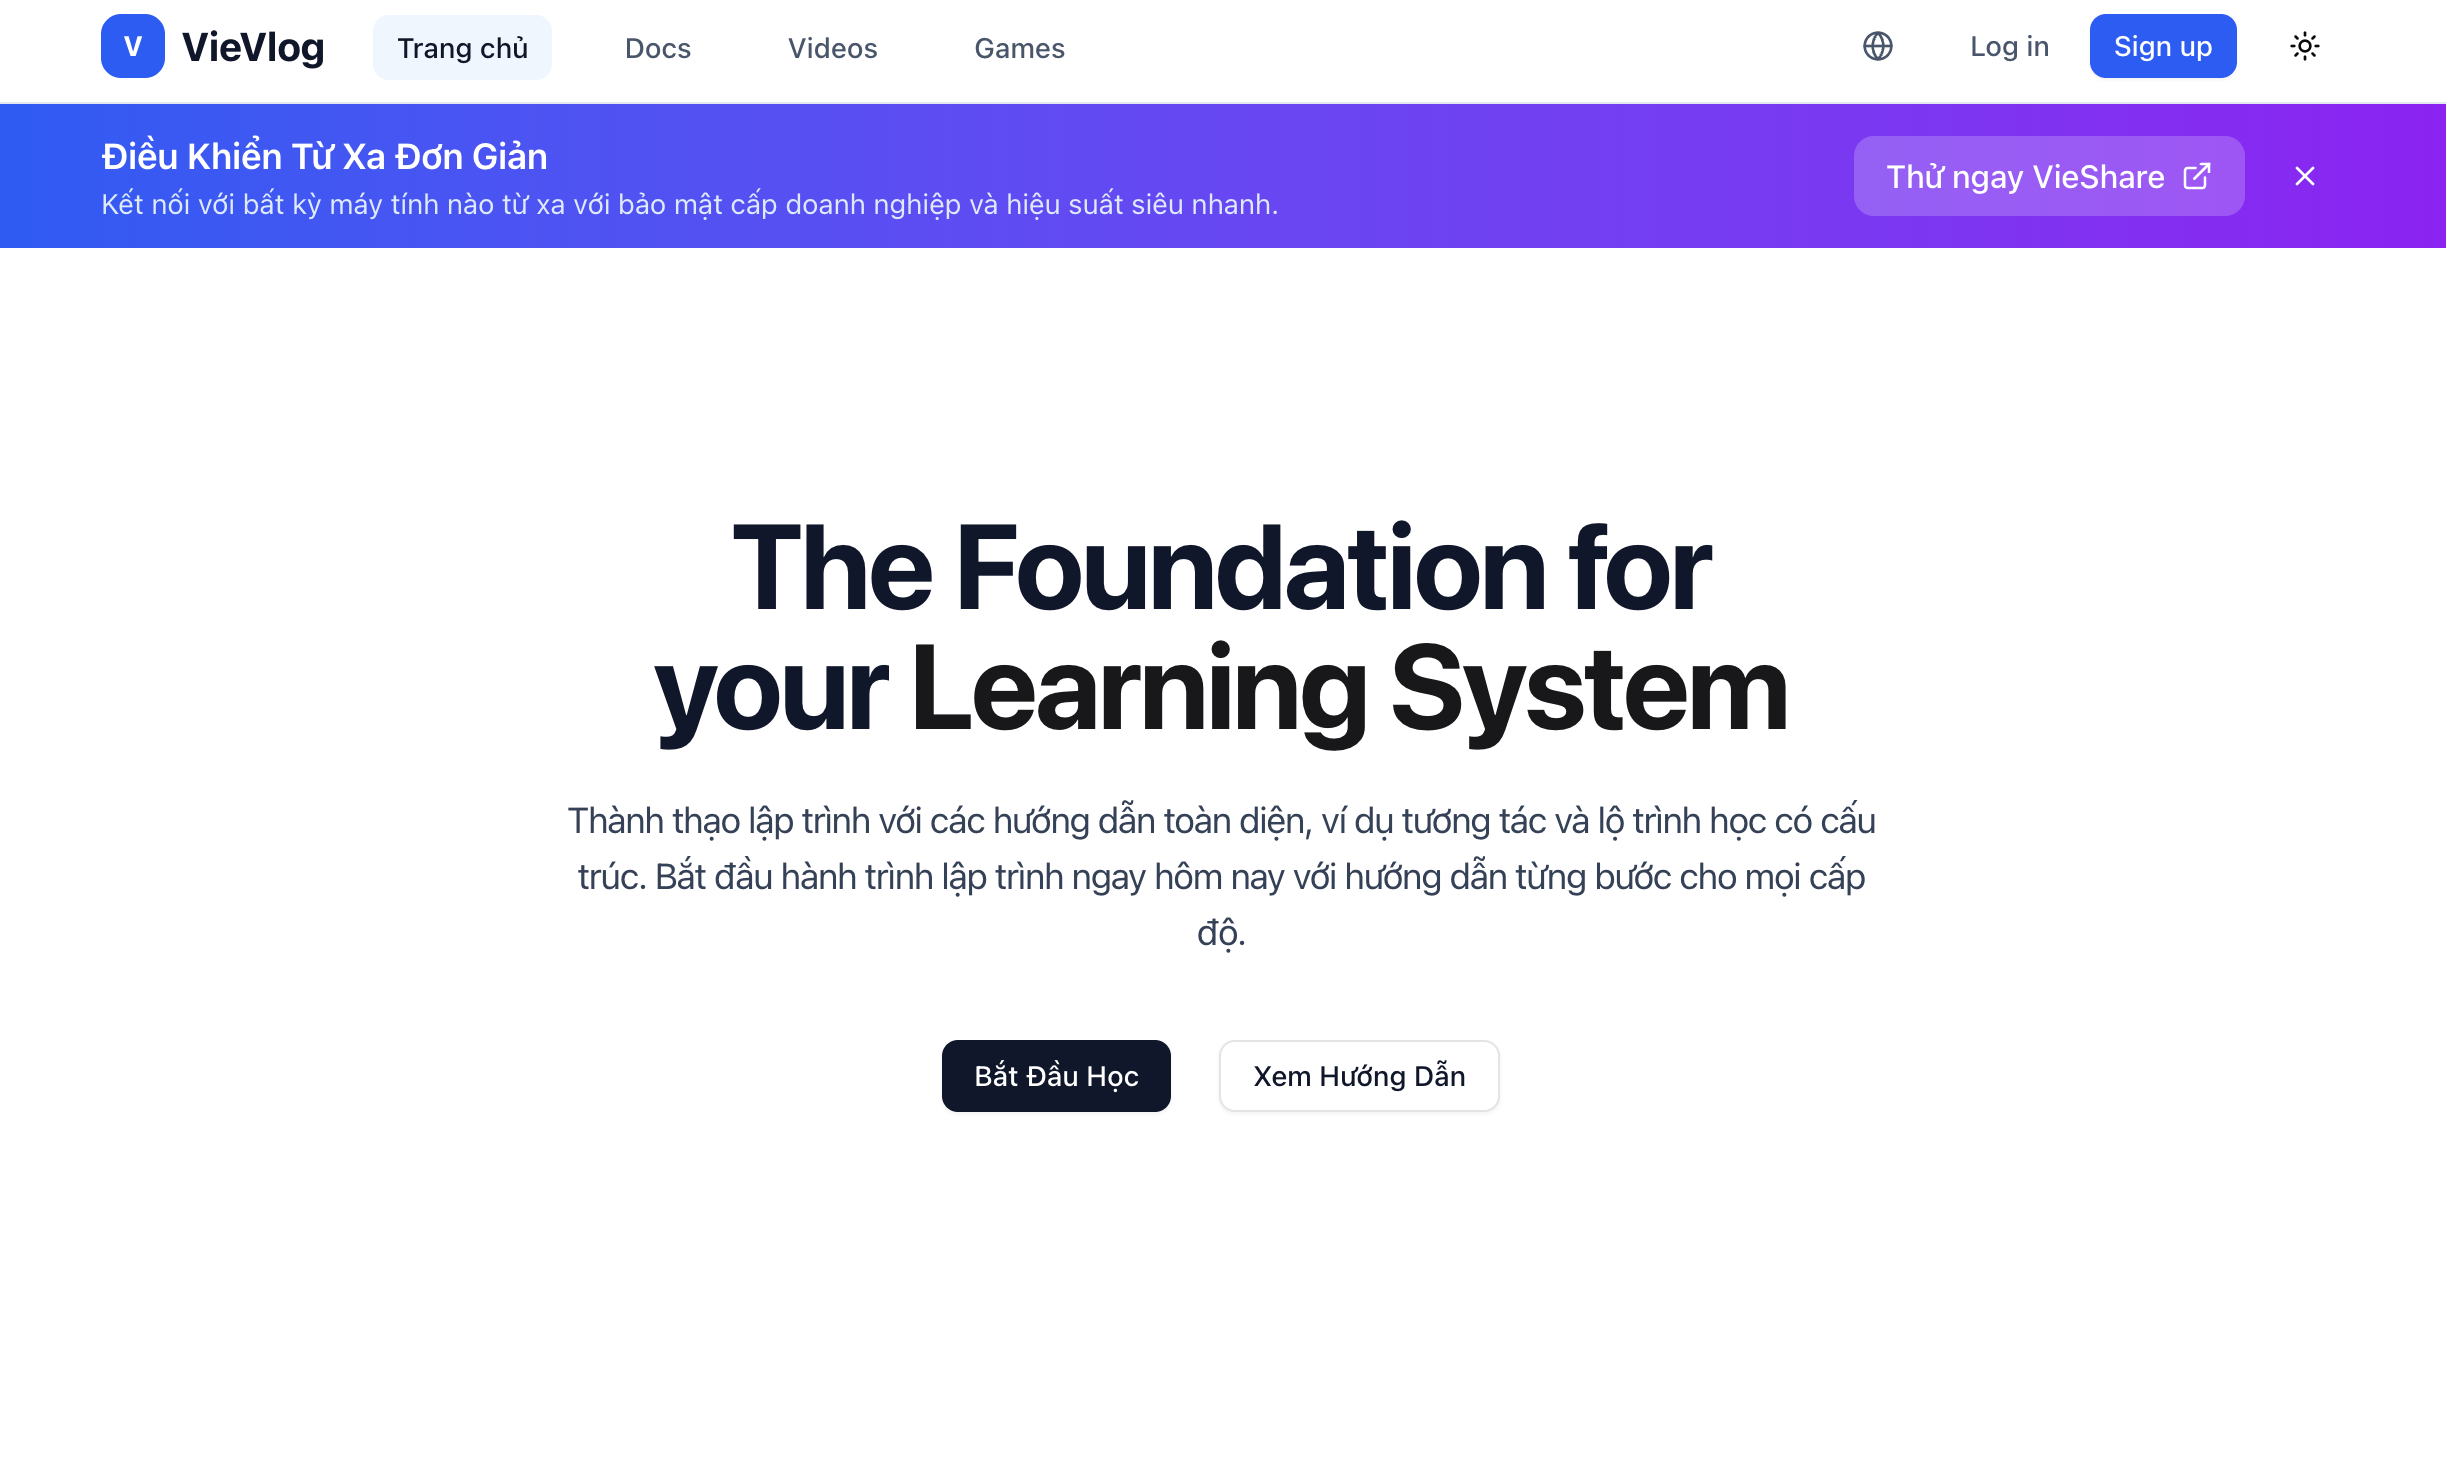 V
VieVlog
Trang chủ
Docs
Videos
Games
Log in
Sign up
Điều Khiển Từ Xa Đơn Giản
Kết nối với bất kỳ máy tính nào từ xa với bảo mật cấp doanh nghiệp và hiệu suất siêu nhanh.
Thử ngay VieShare
The Foundation for
your Learning System
Thành thạo lập trình với các hướng dẫn toàn diện, ví dụ tương tác và lộ trình học có cấu
trúc. Bắt đầu hành trình lập trình ngay hôm nay với hướng dẫn từng bước cho mọi cấp
độ.
Bắt Đầu Học
Xem Hướng Dẫn